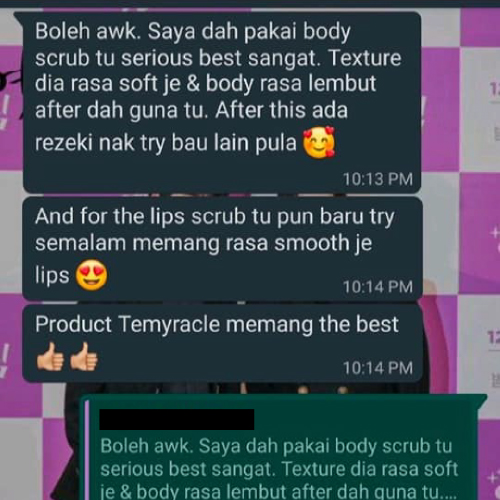 Boleh awk. Saya dah pakai body
scrub tu serious best sangat. Texture
dia rasa soft je & body rasa lembut
after dah guna tu. After this ada
rezeki nak try bau lain pula 🥰
10:13 PM
And for the lips scrub tu pun baru try
semalam memang rasa smooth je
lips 😍
10:14 PM
Product Temyracle memang the best
👍🏻👍🏻
10:14 PM
Boleh awk. Saya dah pakai body scrub tu
serious best sangat. Texture dia rasa soft
je & body rasa lembut after dah guna tu....